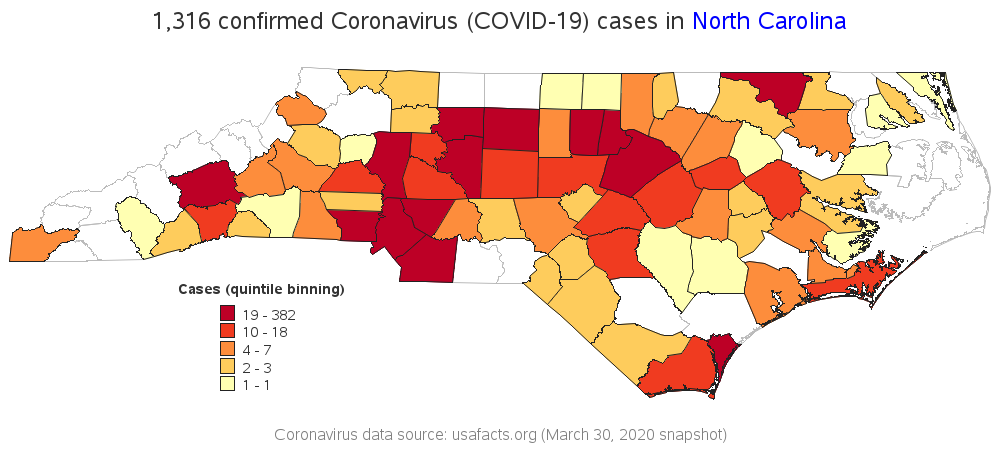 1,316 confirmed Coronavirus (COVID-19) cases in North Carolina
Cases (quintile binning)
19 - 382
10 - 18
4 - 7
2 - 3
1 - 1
Coronavirus data source: usafacts.org (March 30, 2020 snapshot)